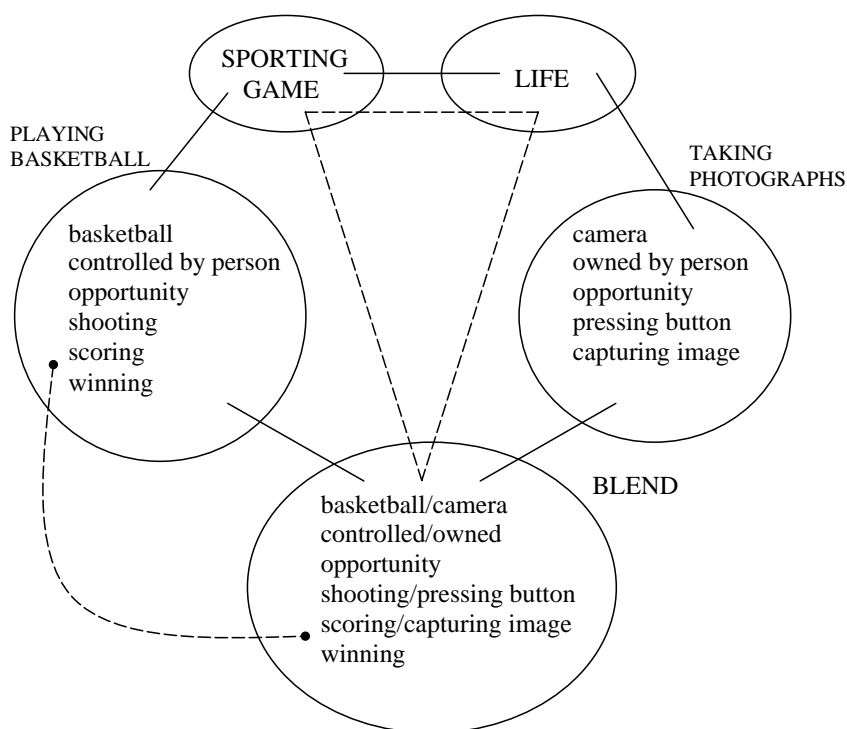 SPORTING
GAME
LIFE
PLAYING
BASKETBALL
TAKING
PHOTOGRAPHS
basketball
controlled by person
opportunity
shooting
scoring
winning
camera
owned by person
opportunity
pressing button
capturing image
BLEND
basketball/camera
controlled/owned
opportunity
shooting/pressing button
scoring/capturing image
winning